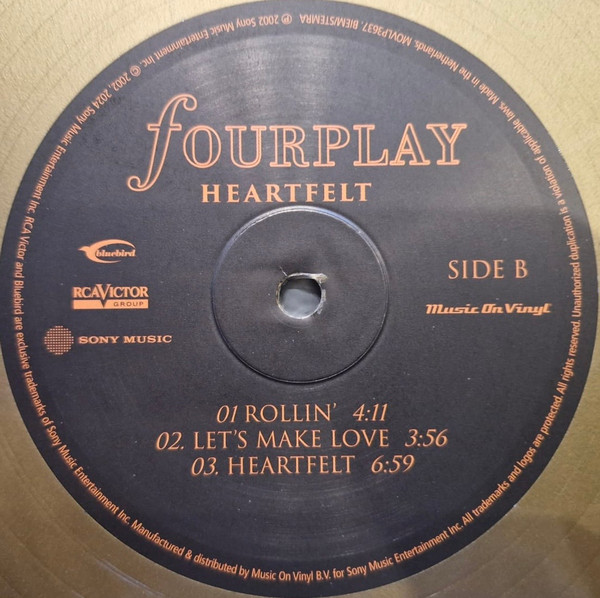 fOURPLAY
HEARTFELT
bluebird
RCAVICTOR
GROUP
SONY MUSIC
SIDE B
Music On Vinyl
01 ROLLIN' 4:11
02. LET'S MAKE LOVE 3:56
03. HEARTFELT 6:59
℗ 2002 Sony Music Entertainment Inc. © 2002, 2024 Sony Music Entertainment Inc. RCA Victor and Bluebird are exclusive trademarks of Sony Music Entertainment Inc. Manufactured & distributed by Music On Vinyl B.V. for Sony Music Entertainment Inc. All trademarks and logos are protected. All rights reserved. Unauthorized duplication is a violation of applicable laws. Made in the Netherlands. MOVLP3637. BIEM/STEMRA